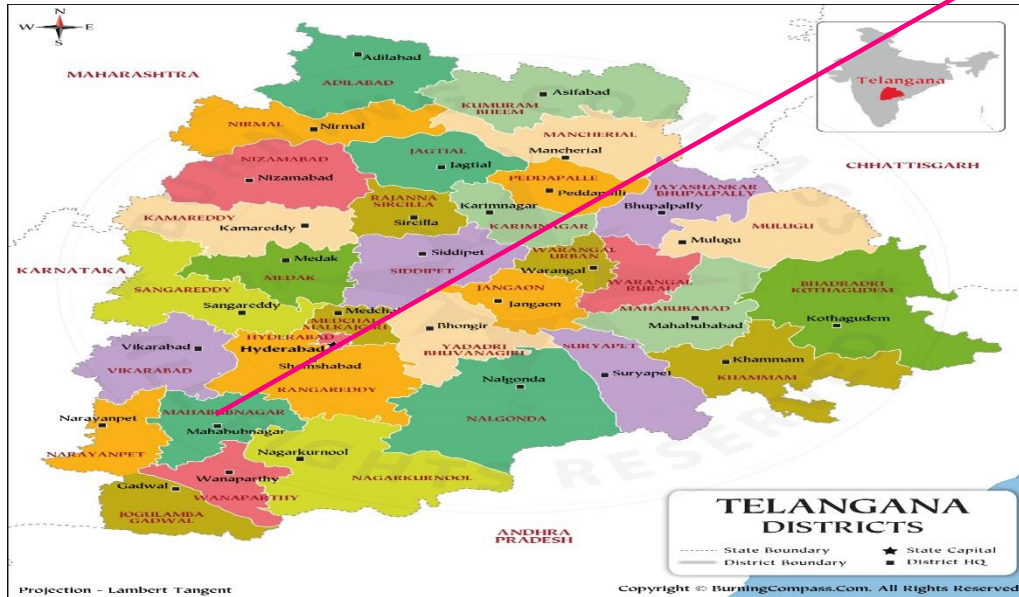 N
W E
S
MAHARASHTRA
Adilabad
ADILABAD
Asifabad
KUMURAM
BHEEM
Telangana
NIRMAL
Nirmal
MANCHERIAL
Mancherial
JAGTIAL
Jagtial
NIZAMABAD
Nizamabad
PEDDAPALLE
Peddapalli
CHHATTISGARH
JAYASHANKAR
BHUPALPALLY
Bhupalpally
RAJANNA
SIRCILLA
Sircilla
Karimnagar
KARIMNAGAR
KAMAREDDY
Kamareddy
MULUGU
Mulugu
KARNATAKA
Medak
MEDAK
Siddipet
SIDDIPET
WARANGAL
URBAN
Warangal
WARANGAL
RURAL
SANGAREDDY
Sangareddy
JANGAON
Jangaon
MAHABUBABAD
Mahabubabad
BHADRADRI
KOTHAGUDEM
Kothagudem
Medchal
MEDCHAL
MALKAJGIRI
HYDERABAD
Hyderabad
Bhongir
YADADRI
BHUVANAGIRI
SURYAPET
Suryapet
Vikarabad
VIKARABAD
Shamshabad
RANGAREDDY
Khammam
KHAMMAM
Nalgonda
NALGONDA
Narayanpet
NARAYANPET
MAHABUBNAGAR
Mahabubnagar
Nagarkurnool
NAGARKURNOOL
Wanaparthy
WANAPARTHY
Gadwal
JOGULAMBA
GADWAL
ANDHRA
PRADESH
TELANGANA
DISTRICTS
State Boundary State Capital
District Boundary District HQ
Projection - Lambert Tangent
Copyright © BurningCompass.Com. All Rights Reserved